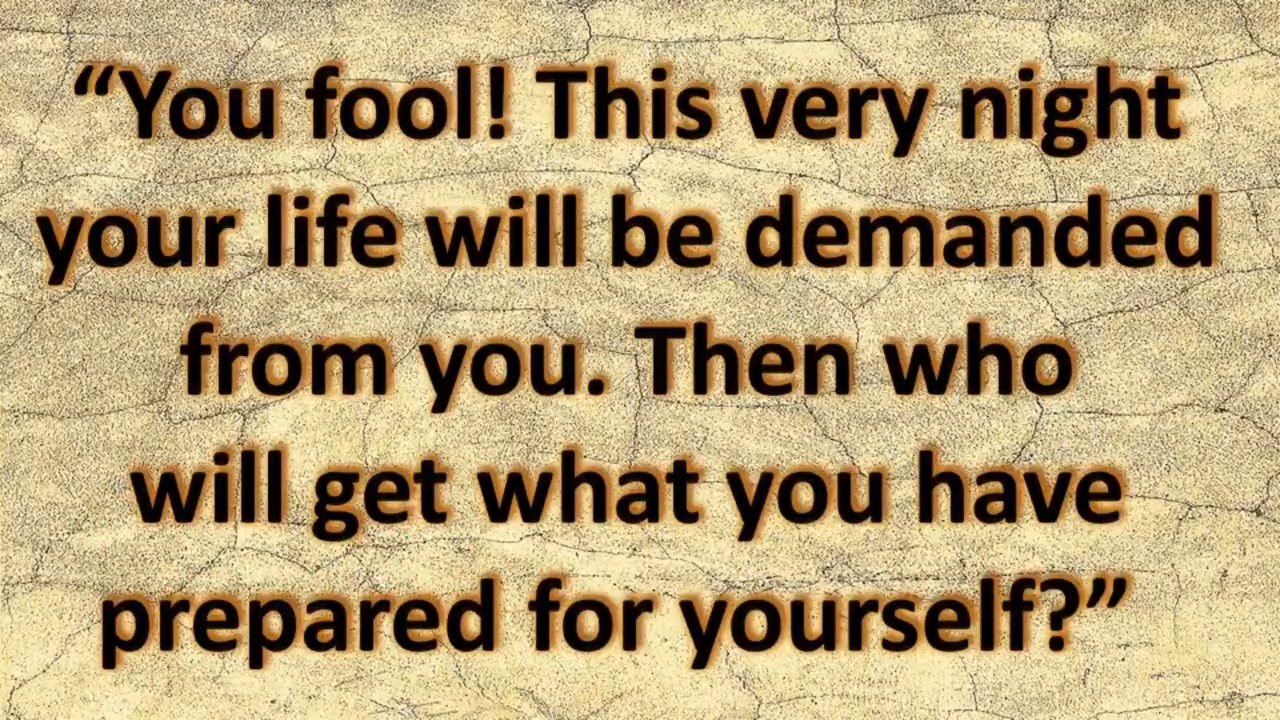 “You fool! This very night
your life will be demanded
from you. Then who
will get what you have
prepared for yourself?”